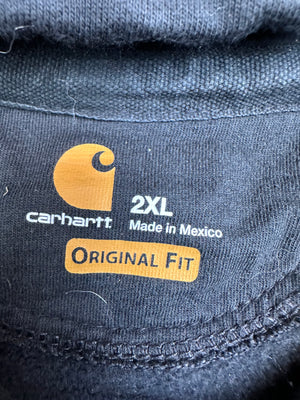 carhartt
2XL
Made in Mexico
ORIGINAL FIT